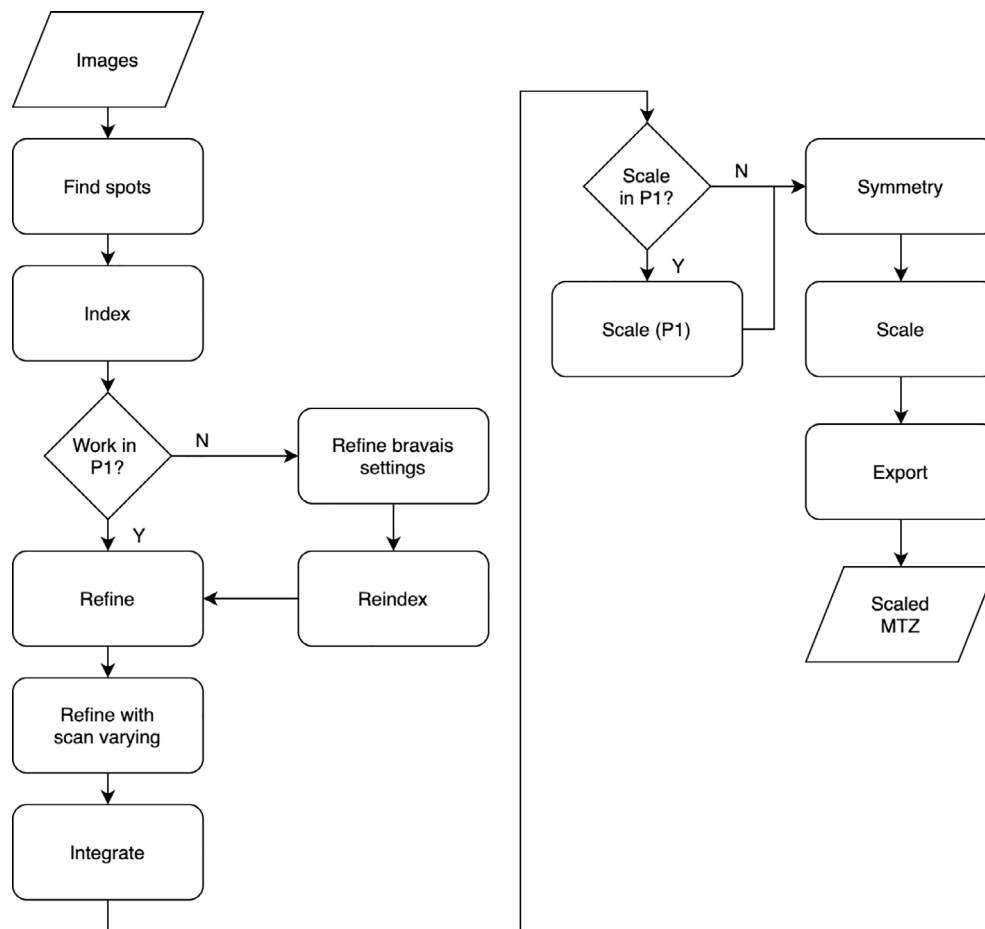 Images
Find spots
Index
Work in
P1?
N
Y
Refine bravais
settings
Reindex
Refine
Refine with
scan varying
Integrate
Scale
in P1?
N
Y
Scale (P1)
Symmetry
Scale
Export
Scaled
MTZ